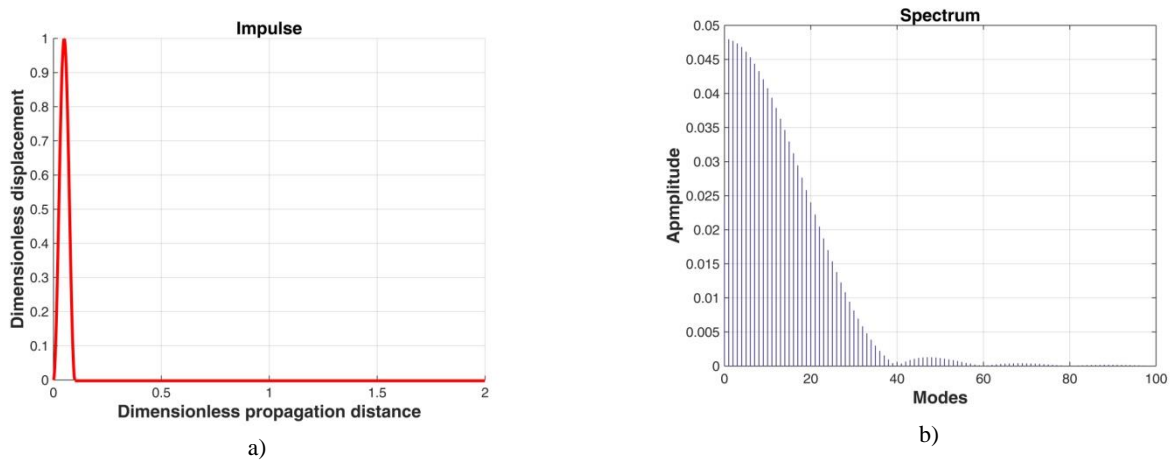 Impulse
1
0.9
0.8
0.7
0.6
0.5
0.4
0.3
0.2
0.1
0
Dimensionless displacement
0 0.5 1 1.5 2
Dimensionless propagation distance
a)
Spectrum
0.05
0.045
0.04
0.035
0.03
0.025
0.02
0.015
0.01
0.005
0
Apmplitude
0 20 40 60 80 100
Modes
b)